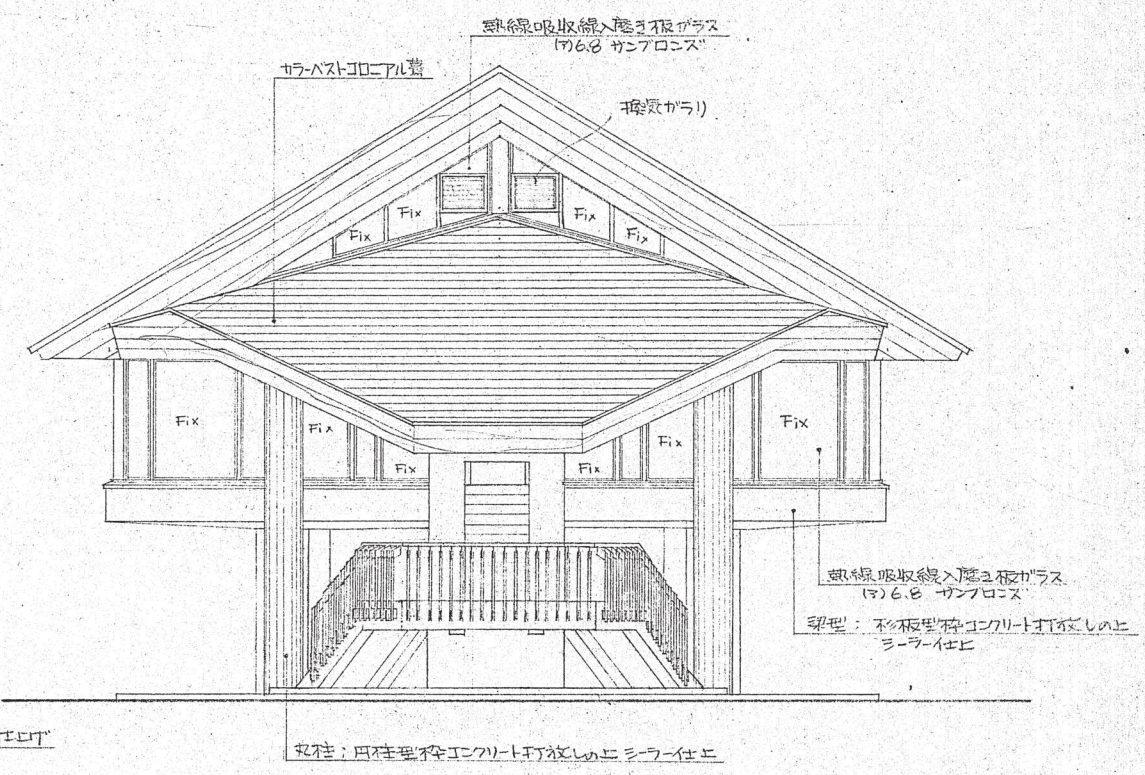 熱線吸収線入磨き板ガラス
(ア)6.8 サンブロンズ
カラーベストコロニアル葺
換気ガラリ
Fix
Fix
Fix
Fix
Fix
Fix
Fix
Fix
Fix
Fix
熱線吸収線入磨き板ガラス
(ア)6.8 サンブロンズ
梁型 : 杉板型枠コンクリート打放しの上
シーラー仕上
仕上げ
丸柱 ; 円柱型枠コンクリート打放しの上 シーラー仕上